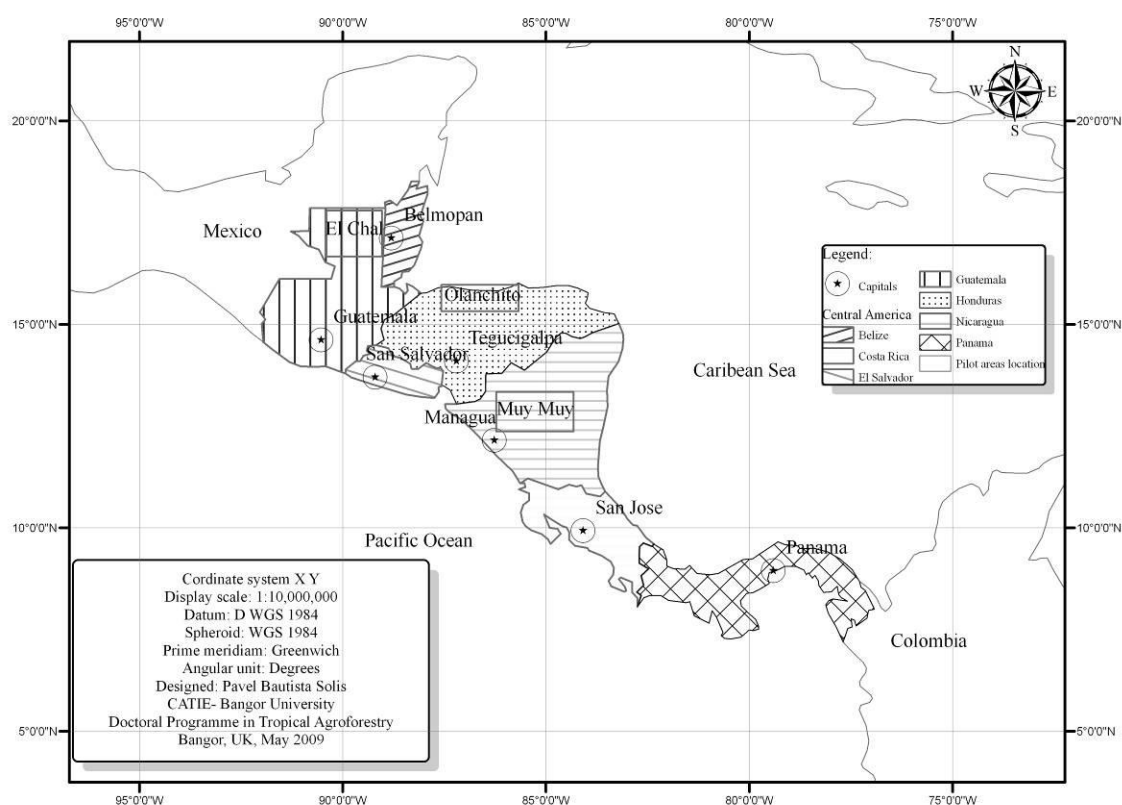 95°0'0"W 90°0'0"W 85°0'0"W 80°0'0"W 75°0'0"W
N
W E
S
20°0'0"N 20°0'0"N
Belmopan
El Chal
Mexico
Legend:
Capitals
Central America
Belize
Costa Rica
El Salvador
Guatemala
Honduras
Nicaragua
Panama
Pilot areas location
Olanchito
Guatemala
15°0'0"N 15°0'0"N
Tegucigalpa
San Salvador
Caribean Sea
Muy Muy
Managua
San Jose
10°0'0"N 10°0'0"N
Pacific Ocean
Panama
Colombia
Cordinate system X Y
Display scale: 1:10,000,000
Datum: D WGS 1984
Spheroid: WGS 1984
Prime meridiam: Greenwich
Angular unit: Degrees
Designed: Pavel Bautista Solis
CATIE- Bangor University
Doctoral Programme in Tropical Agroforestry
Bangor, UK, May 2009
5°0'0"N 5°0'0"N
95°0'0"W 90°0'0"W 85°0'0"W 80°0'0"W 75°0'0"W